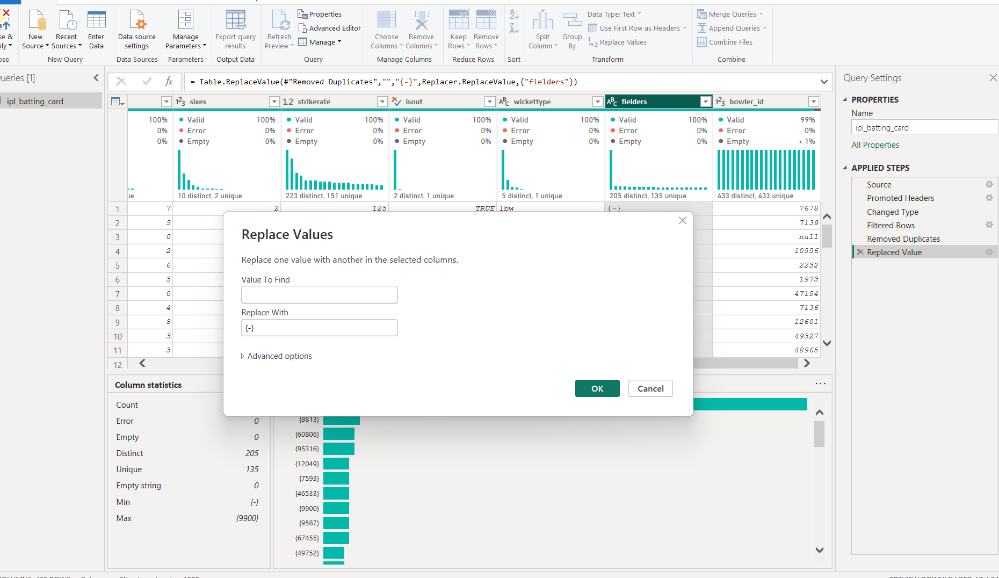 New
Source
Recent
Sources
Enter
Data
New Query
Data source
settings
Data Sources
Manage
Parameters
Parameters
Export query
results
Output Data
Refresh
Preview
Properties
Advanced Editor
Manage
Query
Choose
Columns
Remove
Columns
Manage Columns
Keep
Rows
Remove
Rows
Reduce Rows
Sort
Split
Column
Group
By
Data Type: Text
Use First Row as Headers
Replace Values
Transform
Merge Queries
Append Queries
Combine Files
Combine
ueries [1]
ipl_batting_card
fx
= Table.ReplaceValue(#"Removed Duplicates","","{-}",Replacer.ReplaceValue,{"fielders"})
1²3 sixes
1.2 strikerate
isout
ABC wickettype
ABC fielders
1²3 bowler_id
100% Valid 100% Valid 100% Valid 100% Valid 100% Valid 100% Valid 99%
0% Error 0% Error 0% Error 0% Error 0% Error 0% Error 0%
0% Empty 0% Empty 0% Empty 0% Empty 0% Empty 0% Empty < 1%
ue 10 distinct, 2 unique 223 distinct, 151 unique 2 distinct, 1 unique 5 distinct, 1 unique 205 distinct, 135 unique 433 distinct, 433 unique
1 7 2 125 TRUE lbw {-} 7678
2 5 7139
3 0 null
4 2 10556
5 6 2232
6 5 1973
7 0 47154
8 4 7136
9 8 12601
10 3 49327
11 3 48965
12
Replace Values
Replace one value with another in the selected columns.
Value To Find
Replace With
{-}
Advanced options
OK
Cancel
Column statistics
Count
Error 0
Empty 0
Distinct 205
Unique 135
Empty string 0
Min {-}
Max {9900}
{8813}
{60806}
{95316}
{12049}
{7593}
{46533}
{9900}
{9587}
{67455}
{49752}
Query Settings
PROPERTIES
Name
ipl_batting_card
All Properties
APPLIED STEPS
Source
Promoted Headers
Changed Type
Filtered Rows
Removed Duplicates
Replaced Value